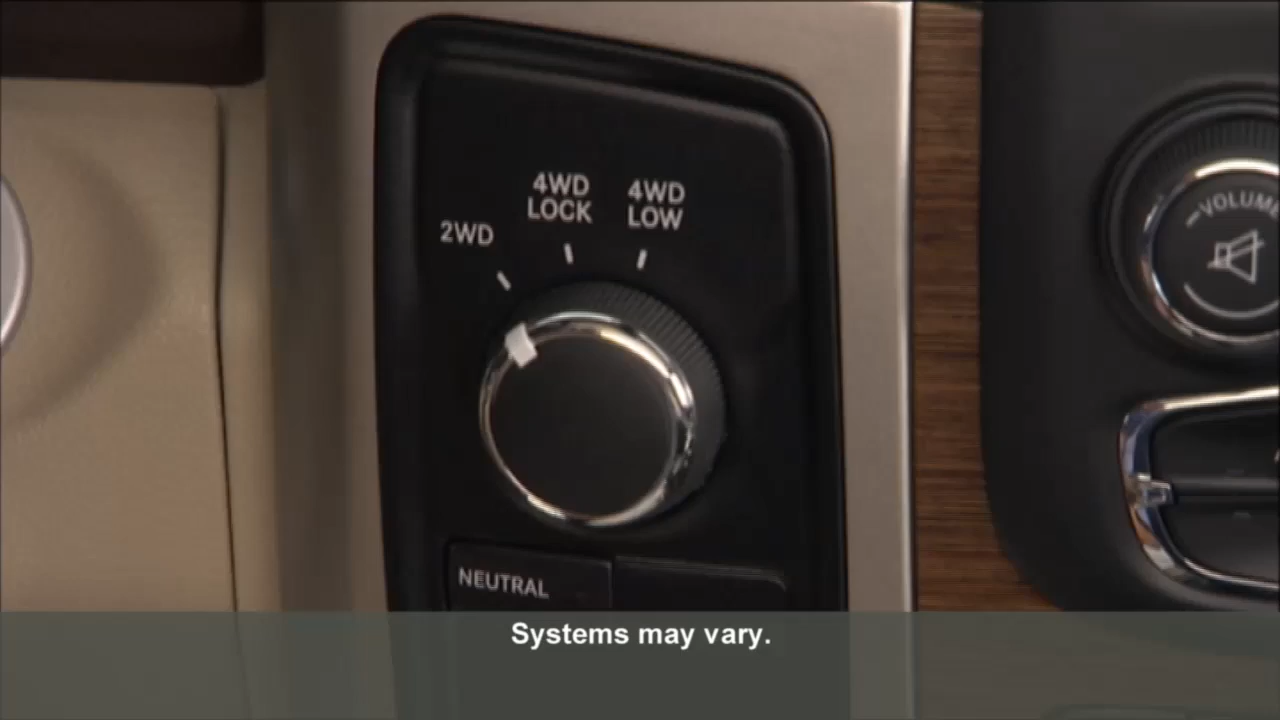 4WD
LOCK
4WD
LOW
2WD
VOLUME
NEUTRAL
Systems may vary.